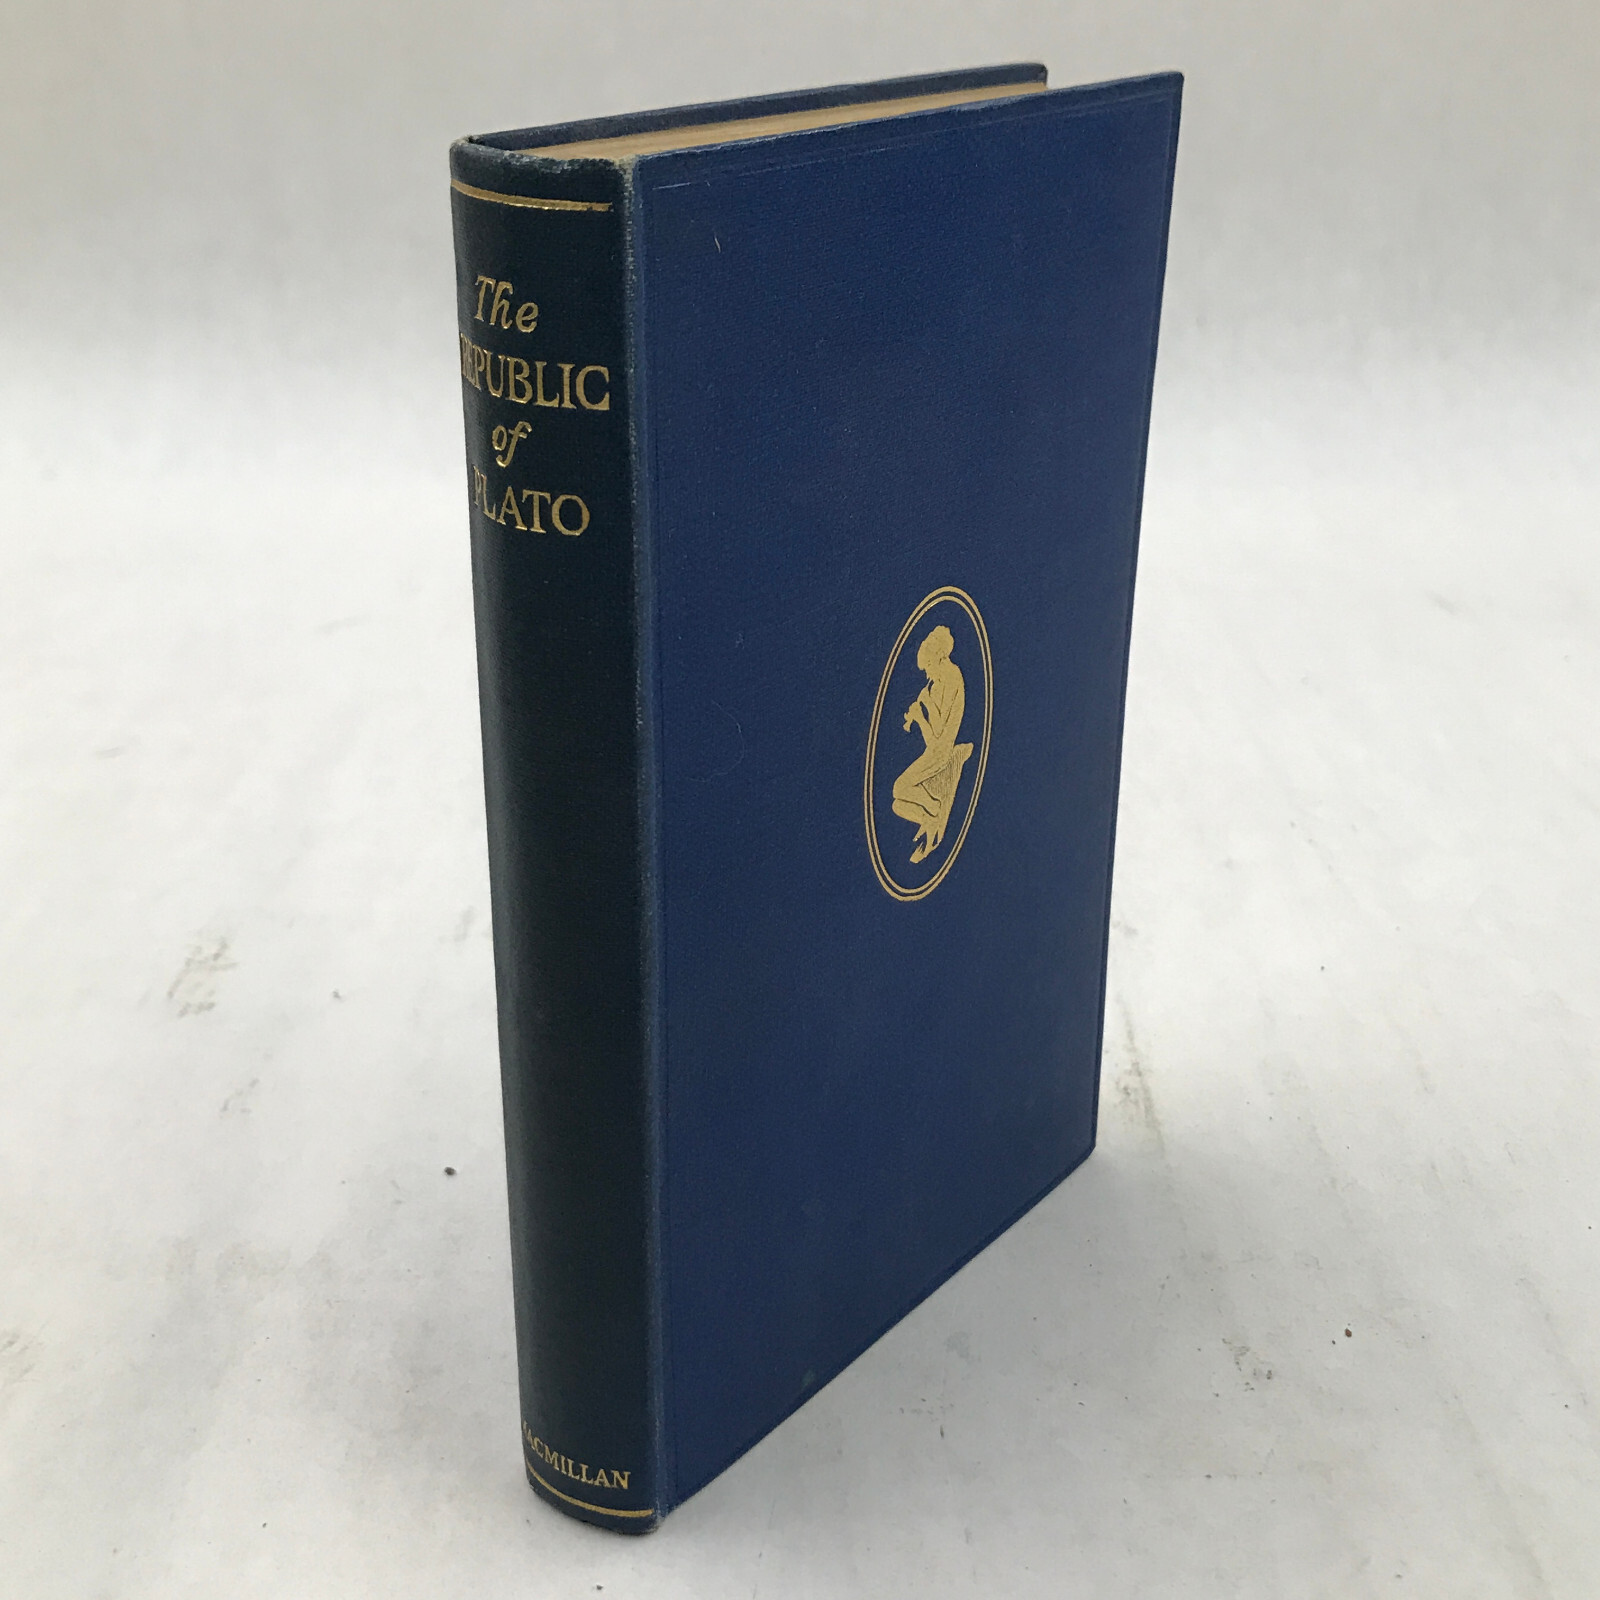 The
REPUBLIC
of
PLATO
MACMILLAN